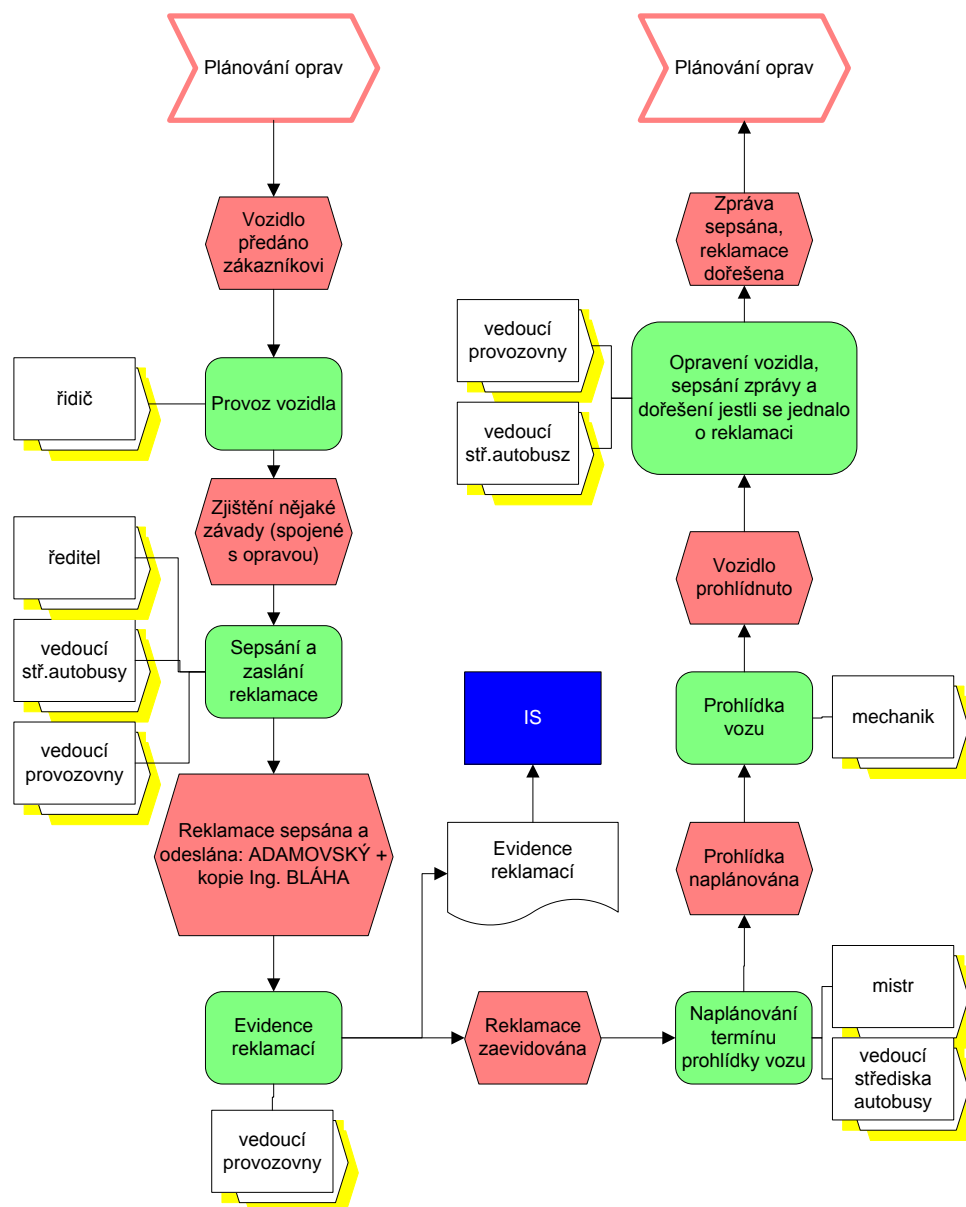 Plánování oprav
Vozidlo
předáno
zákazníkovi
řidič
Provoz vozidla
Zjištění nějaké
závady (spojené
s opravou)
ředitel
vedoucí
stř.autobusy
vedoucí
provozovny
Sepsání a
zaslání
reklamace
Reklamace sepsána a
odeslána: ADAMOVSKÝ +
kopie Ing. BLÁHA
Evidence
reklamací
vedoucí
provozovny
IS
Evidence
reklamací
Reklamace
zaevidována
Naplánování
termínu
prohlídky vozu
mistr
vedoucí
střediska
autobusy
Prohlídka
naplánována
Prohlídka
vozu
mechanik
Vozidlo
prohlídnuto
Opravení vozidla,
sepsání zprávy a
dořešení jestli se jednalo
o reklamaci
vedoucí
provozovny
vedoucí
stř.autobusz
Zpráva
sepsána,
reklamace
dořešena
Plánování oprav